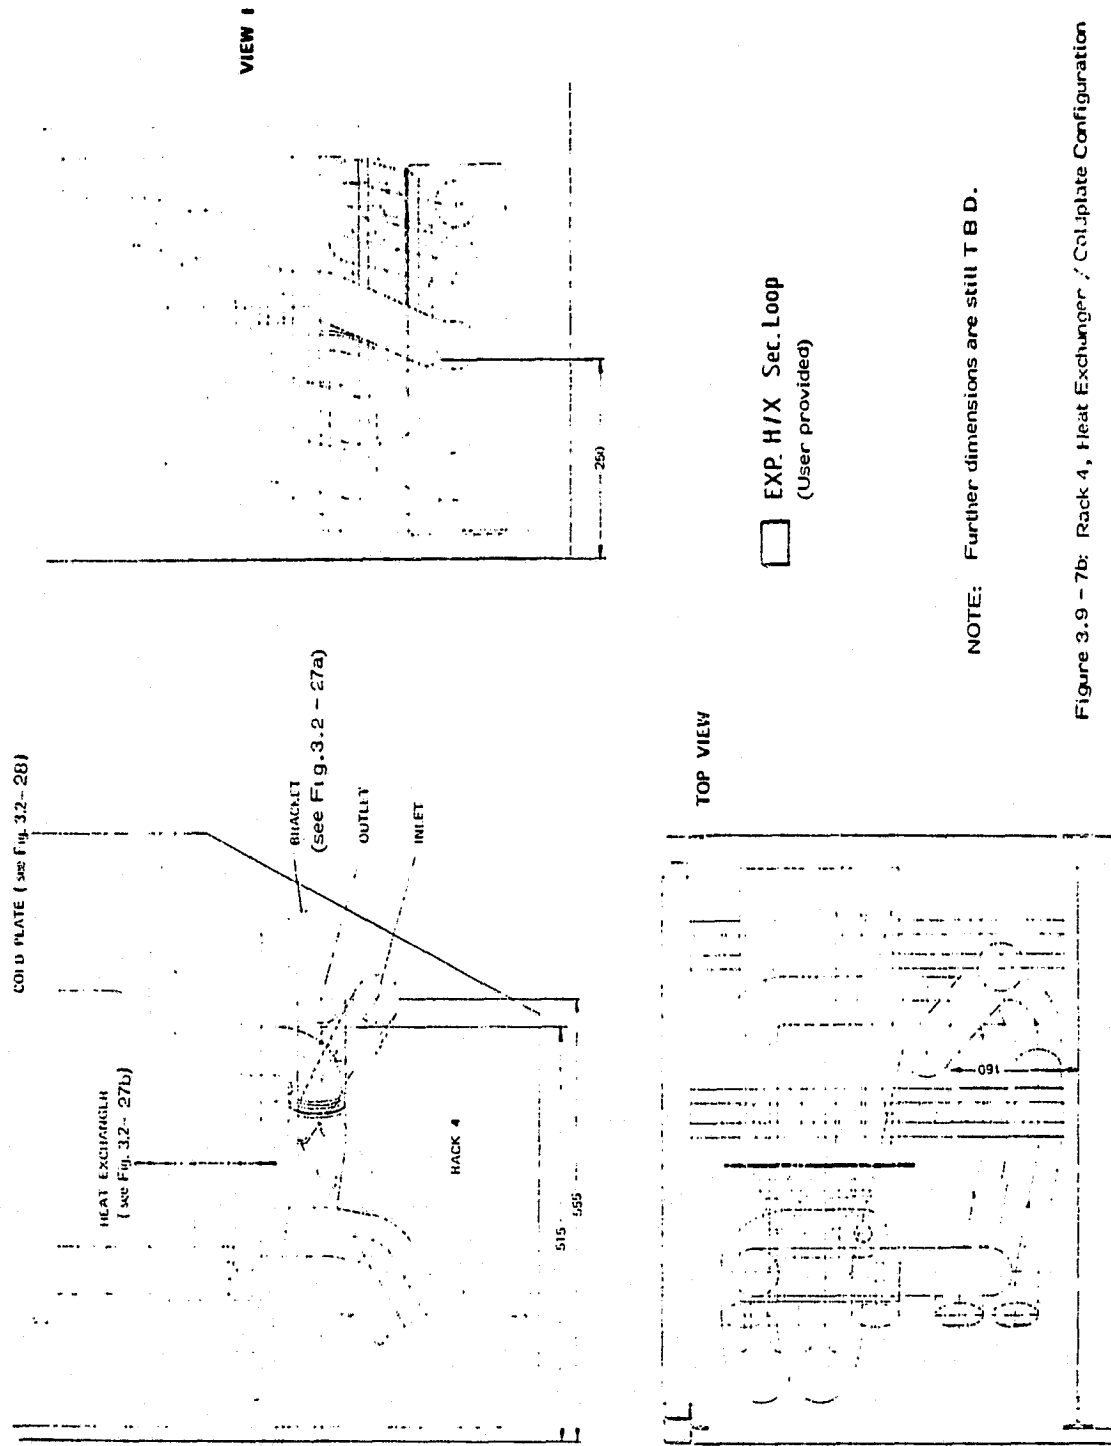 VIEW I
COLD PLATE ( see Fig. 3.2 - 28)
HEAT EXCHANGER
( see Fig. 3.2 - 27b)
BRACKET
(see Fig.3.2 - 27a)
OUTLET
INLET
RACK 4
515
555
250
EXP. H/X Sec. Loop
(User provided)
TOP VIEW
160
NOTE: Further dimensions are still T B D.
Figure 3.9 - 7b: Rack 4, Heat Exchanger / Coldplate Configuration